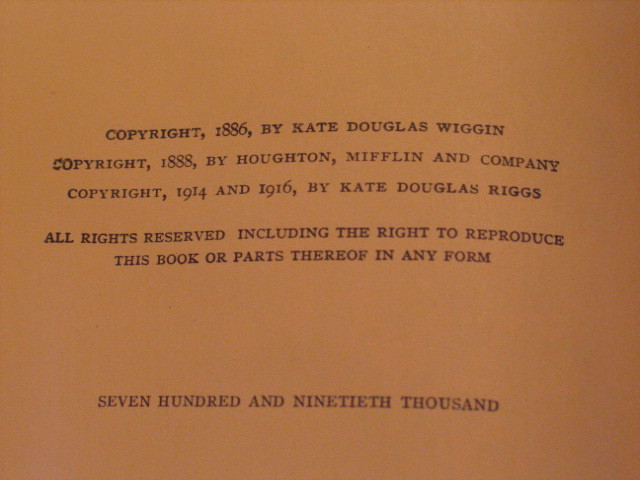 COPYRIGHT, 1886, BY KATE DOUGLAS WIGGIN
COPYRIGHT, 1888, BY HOUGHTON, MIFFLIN AND COMPANY
COPYRIGHT, 1914 AND 1916, BY KATE DOUGLAS RIGGS
ALL RIGHTS RESERVED INCLUDING THE RIGHT TO REPRODUCE
THIS BOOK OR PARTS THEREOF IN ANY FORM
SEVEN HUNDRED AND NINETIETH THOUSAND